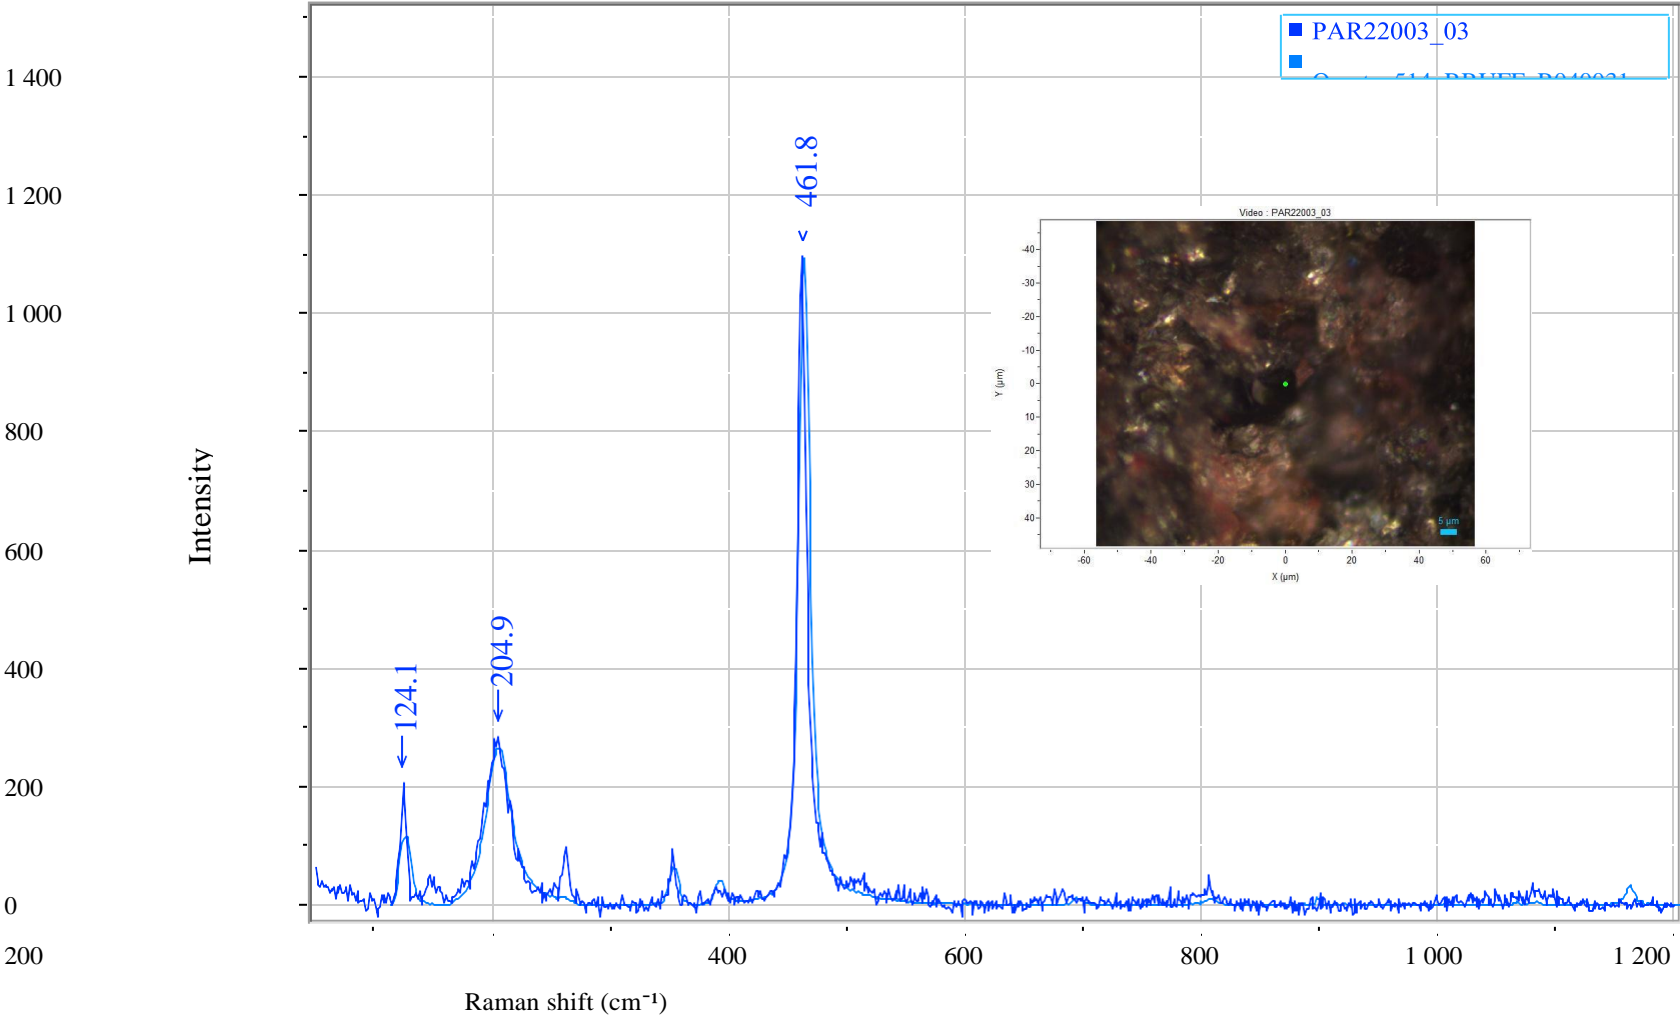 PAR22003_03
1 400
1 200
1 000
800
600
400
200
0
Intensity
124.1
204.9
461.8
Video : PAR22003_03
-40
-30
-20
-10
0
10
20
30
40
Y (µm)
5 µm
-60 -40 -20 0 20 40 60
X (µm)
200 400 600 800 1 000 1 200
Raman shift (cm⁻¹)